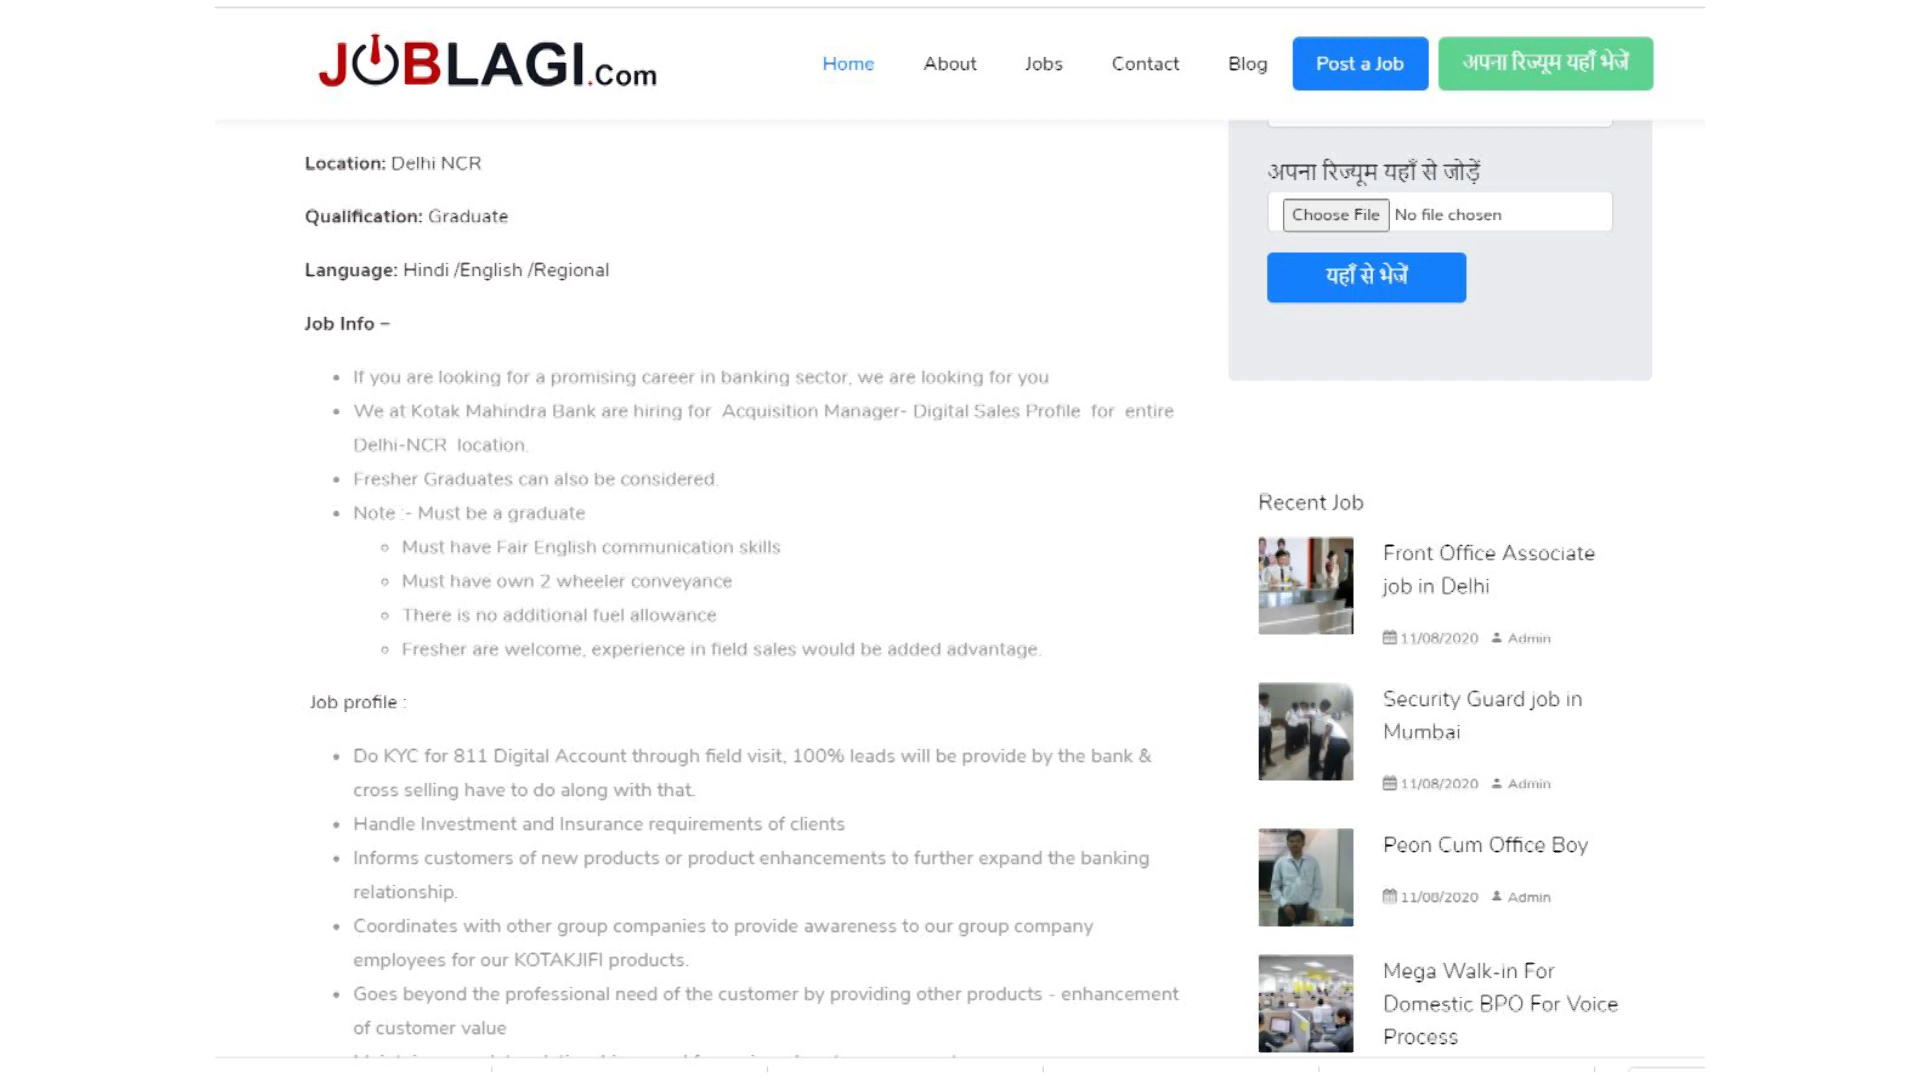 JOBLAGI.Com
Home
About
Jobs
Contact
Blog
Post a Job
अपना रिज्यूम यहाँ भेजें
Location: Delhi NCR
Qualification: Graduate
Language: Hindi /English /Regional
Job Info –
If you are looking for a promising career in banking sector, we are looking for you
We at Kotak Mahindra Bank are hiring for Acquisition Manager- Digital Sales Profile for entire
Delhi-NCR location.
Fresher Graduates can also be considered.
Note :- Must be a graduate
Must have Fair English communication skills
Must have own 2 wheeler conveyance
There is no additional fuel allowance
Fresher are welcome, experience in field sales would be added advantage.
Job profile :
Do KYC for 811 Digital Account through field visit, 100% leads will be provide by the bank &
cross selling have to do along with that.
Handle Investment and Insurance requirements of clients
Informs customers of new products or product enhancements to further expand the banking
relationship.
Coordinates with other group companies to provide awareness to our group company
employees for our KOTAKJIFI products.
Goes beyond the professional need of the customer by providing other products - enhancement
of customer value
अपना रिज्यूम यहाँ से जोड़ें
Choose File No file chosen
यहाँ से भेजें
Recent Job
Front Office Associate
job in Delhi
11/08/2020 Admin
Security Guard job in
Mumbai
11/08/2020 Admin
Peon Cum Office Boy
11/08/2020 Admin
Mega Walk-in For
Domestic BPO For Voice
Process